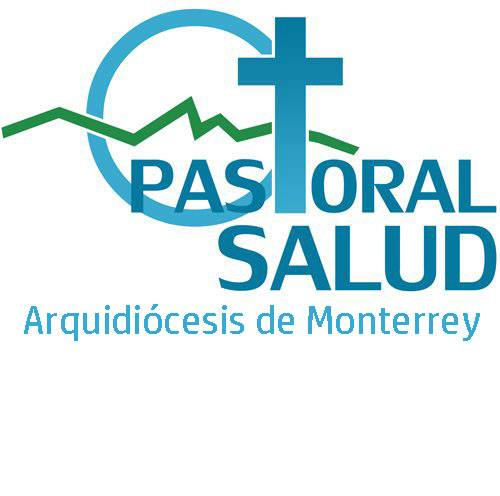 PASTORAL
SALUD
Arquidiócesis de Monterrey